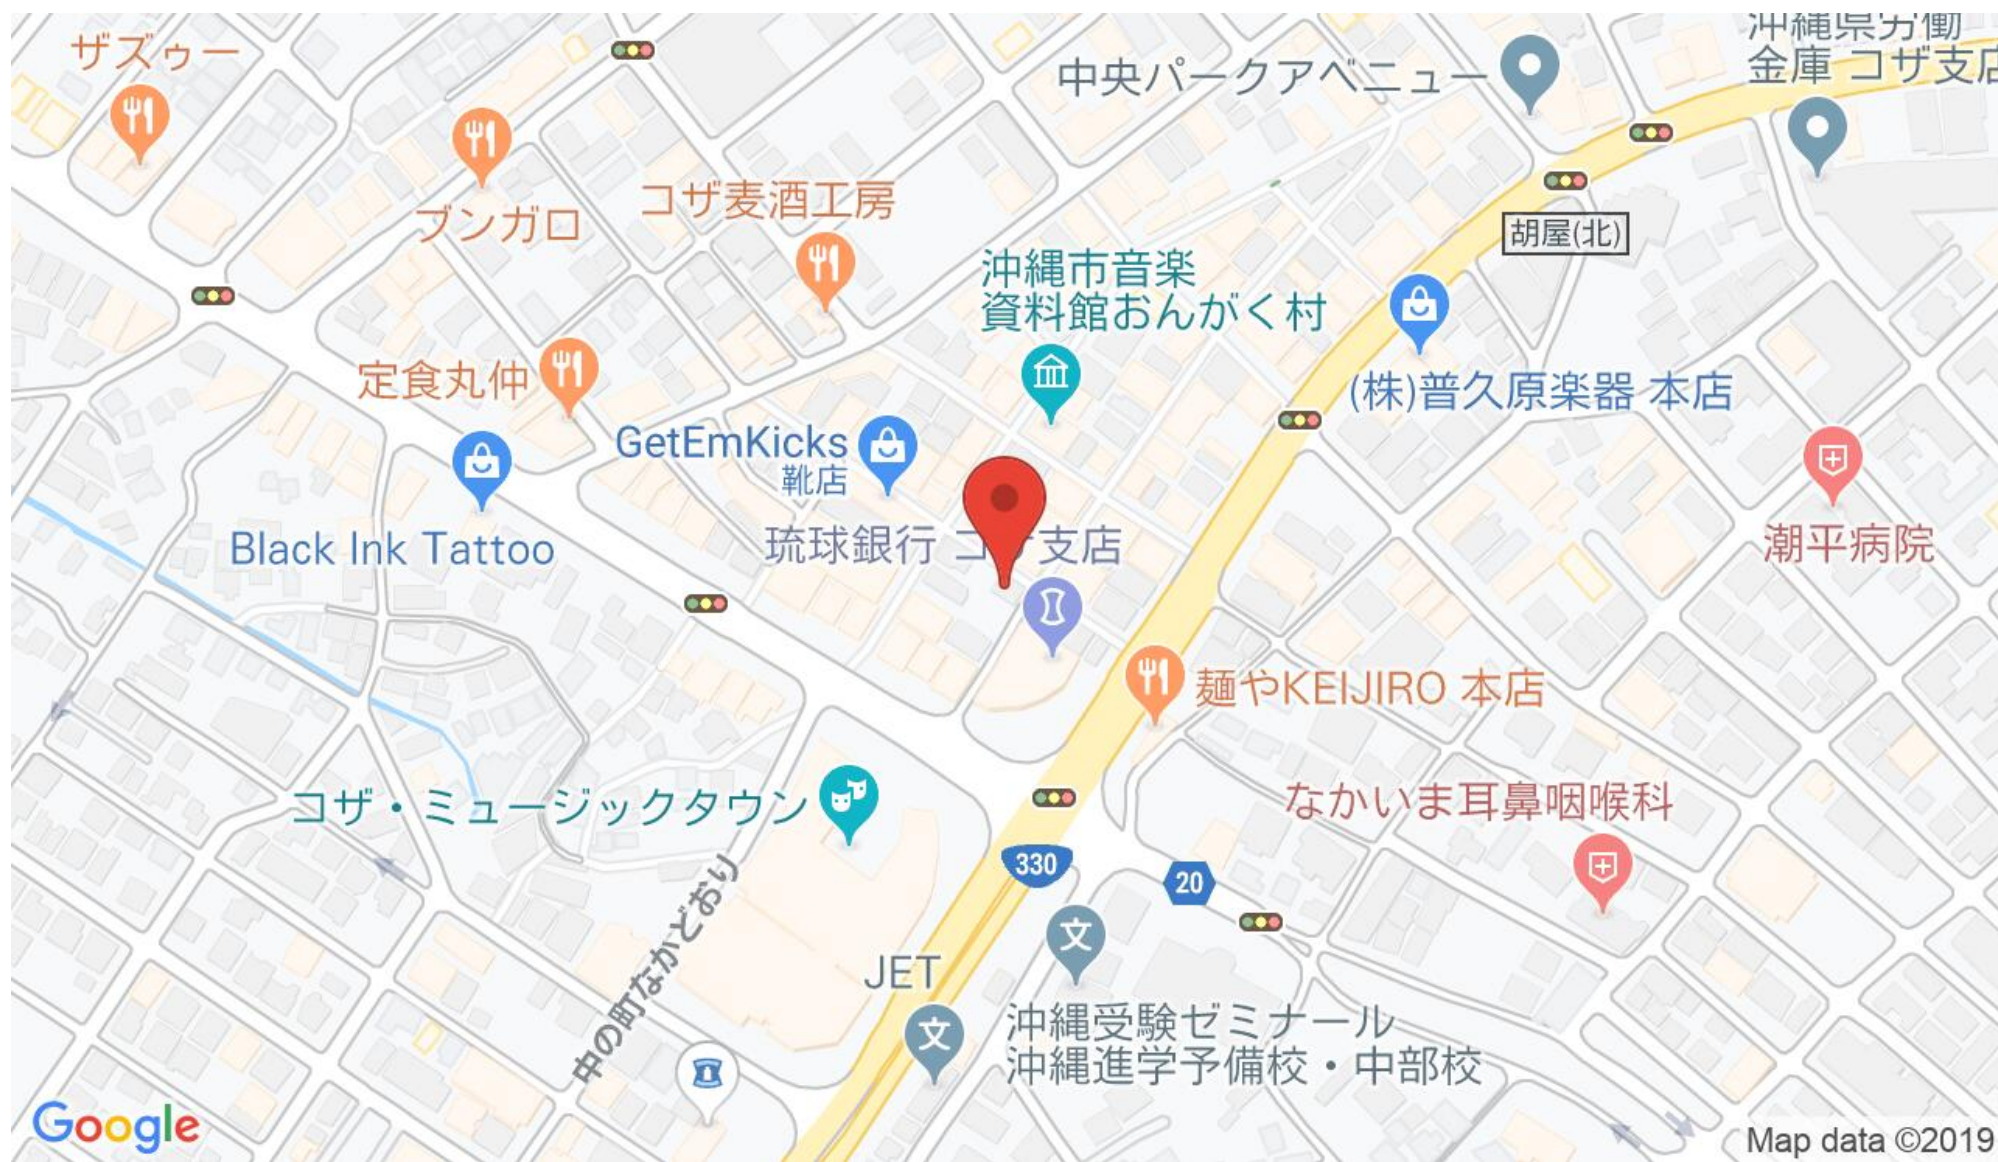 沖縄県労働
金庫 コザ支店
ザズゥー
中央パークアベニュー
ブンガロ
コザ麦酒工房
胡屋(北)
沖縄市音楽
資料館おんがく村
定食丸仲
(株)普久原楽器 本店
GetEmKicks
靴店
Black Ink Tattoo
琉球銀行 コザ支店
潮平病院
麺やKEIJIRO 本店
コザ・ミュージックタウン
なかいま耳鼻咽喉科
330
20
中の町なかどおり
文
JET
文
沖縄受験ゼミナール
沖縄進学予備校・中部校
Google
Map data ©2019